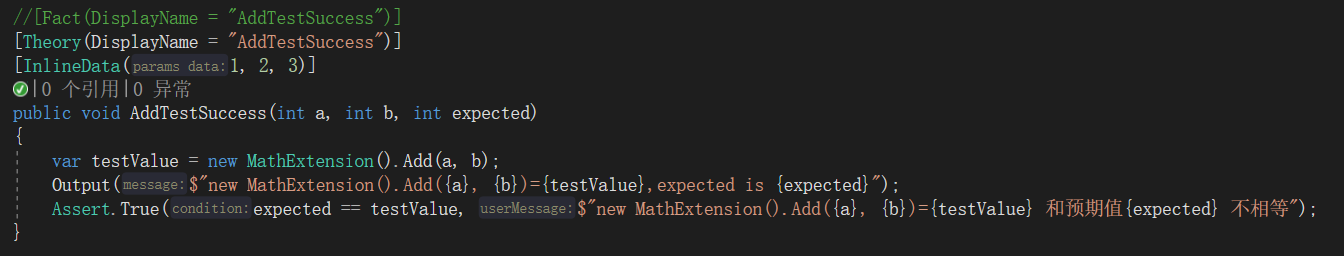 //[Fact(DisplayName = "AddTestSuccess")]
[Theory(DisplayName = "AddTestSuccess")]
[InlineData(params data:1, 2, 3)]
|0 个引用|0 异常
public void AddTestSuccess(int a, int b, int expected)
{
var testValue = new MathExtension().Add(a, b);
Output(message:$"new MathExtension().Add({a}, {b})={testValue},expected is {expected}");
Assert.True(condition:expected == testValue, userMessage:$"new MathExtension().Add({a}, {b})={testValue} 和预期值{expected} 不相等");
}